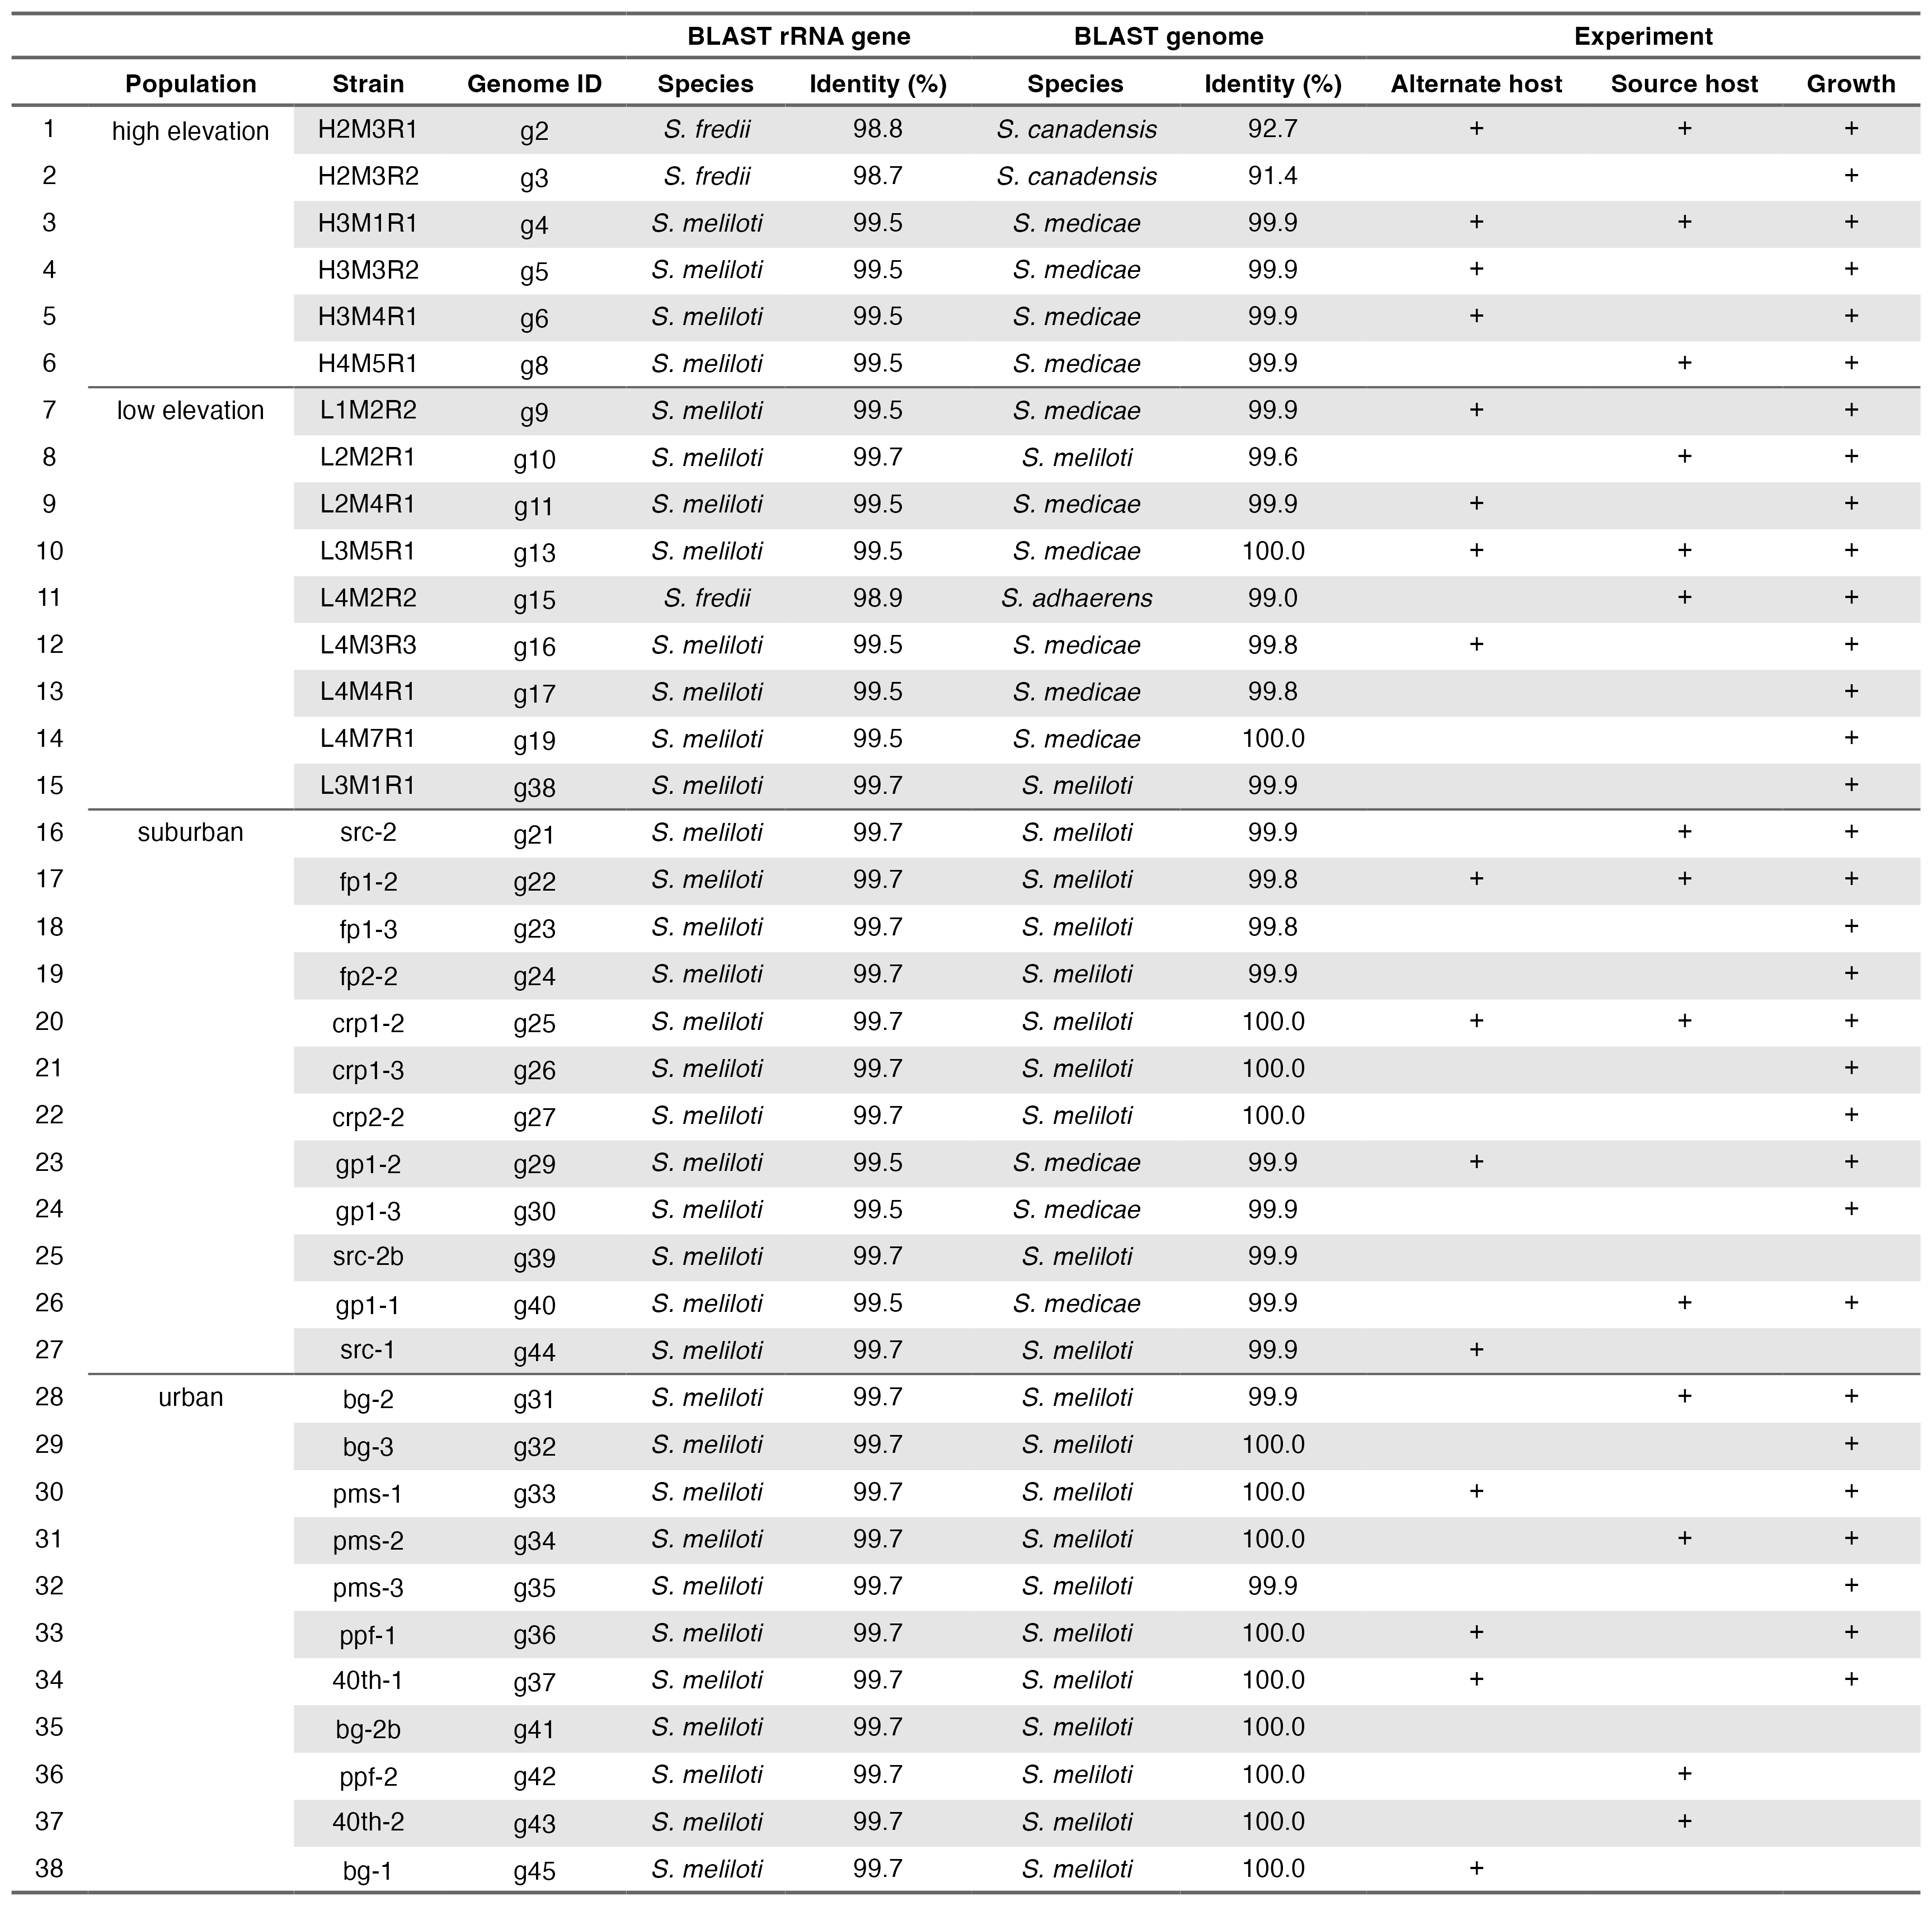 BLAST rRNA gene BLAST genome Experiment
Population Strain Genome ID Species Identity (%) Species Identity (%) Alternate host Source host Growth
1 high elevation H2M3R1 g2 S. fredii 98.8 S. canadensis 92.7 + + +
2 H2M3R2 g3 S. fredii 98.7 S. canadensis 91.4 +
3 H3M1R1 g4 S. meliloti 99.5 S. medicae 99.9 + + +
4 H3M3R2 g5 S. meliloti 99.5 S. medicae 99.9 + +
5 H3M4R1 g6 S. meliloti 99.5 S. medicae 99.9 + +
6 H4M5R1 g8 S. meliloti 99.5 S. medicae 99.9 + +
7 low elevation L1M2R2 g9 S. meliloti 99.5 S. medicae 99.9 + +
8 L2M2R1 g10 S. meliloti 99.7 S. meliloti 99.6 + +
9 L2M4R1 g11 S. meliloti 99.5 S. medicae 99.9 + +
10 L3M5R1 g13 S. meliloti 99.5 S. medicae 100.0 + + +
11 L4M2R2 g15 S. fredii 98.9 S. adhaerens 99.0 + +
12 L4M3R3 g16 S. meliloti 99.5 S. medicae 99.8 + +
13 L4M4R1 g17 S. meliloti 99.5 S. medicae 99.8 +
14 L4M7R1 g19 S. meliloti 99.5 S. medicae 100.0 +
15 L3M1R1 g38 S. meliloti 99.7 S. meliloti 99.9 +
16 suburban src-2 g21 S. meliloti 99.7 S. meliloti 99.9 + +
17 fp1-2 g22 S. meliloti 99.7 S. meliloti 99.8 + + +
18 fp1-3 g23 S. meliloti 99.7 S. meliloti 99.8 +
19 fp2-2 g24 S. meliloti 99.7 S. meliloti 99.9 +
20 crp1-2 g25 S. meliloti 99.7 S. meliloti 100.0 + + +
21 crp1-3 g26 S. meliloti 99.7 S. meliloti 100.0 +
22 crp2-2 g27 S. meliloti 99.7 S. meliloti 100.0 +
23 gp1-2 g29 S. meliloti 99.5 S. medicae 99.9 + +
24 gp1-3 g30 S. meliloti 99.5 S. medicae 99.9 +
25 src-2b g39 S. meliloti 99.7 S. meliloti 99.9
26 gp1-1 g40 S. meliloti 99.5 S. medicae 99.9 + +
27 src-1 g44 S. meliloti 99.7 S. meliloti 99.9 +
28 urban bg-2 g31 S. meliloti 99.7 S. meliloti 99.9 + +
29 bg-3 g32 S. meliloti 99.7 S. meliloti 100.0 +
30 pms-1 g33 S. meliloti 99.7 S. meliloti 100.0 + +
31 pms-2 g34 S. meliloti 99.7 S. meliloti 100.0 + +
32 pms-3 g35 S. meliloti 99.7 S. meliloti 99.9 +
33 ppf-1 g36 S. meliloti 99.7 S. meliloti 100.0 + +
34 40th-1 g37 S. meliloti 99.7 S. meliloti 100.0 + +
35 bg-2b g41 S. meliloti 99.7 S. meliloti 100.0
36 ppf-2 g42 S. meliloti 99.7 S. meliloti 100.0 +
37 40th-2 g43 S. meliloti 99.7 S. meliloti 100.0 +
38 bg-1 g45 S. meliloti 99.7 S. meliloti 100.0 +